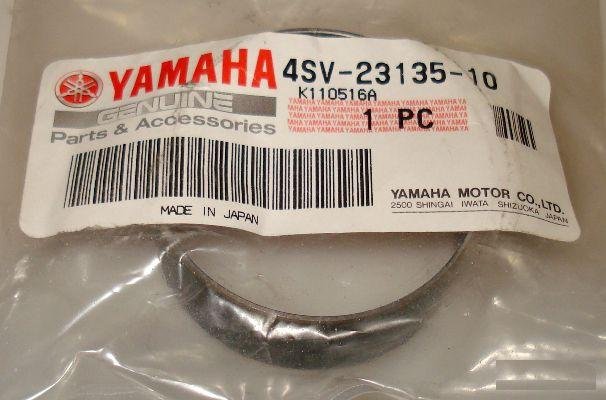 YAMAHA 4SV-23135-10
K110516A
GENUINE
Parts & Accessories
1 PC
YAMAHA MOTOR CO.,LTD.
2500 SHINGAI IWATA SHIZUOKA JAPAN
MADE IN JAPAN